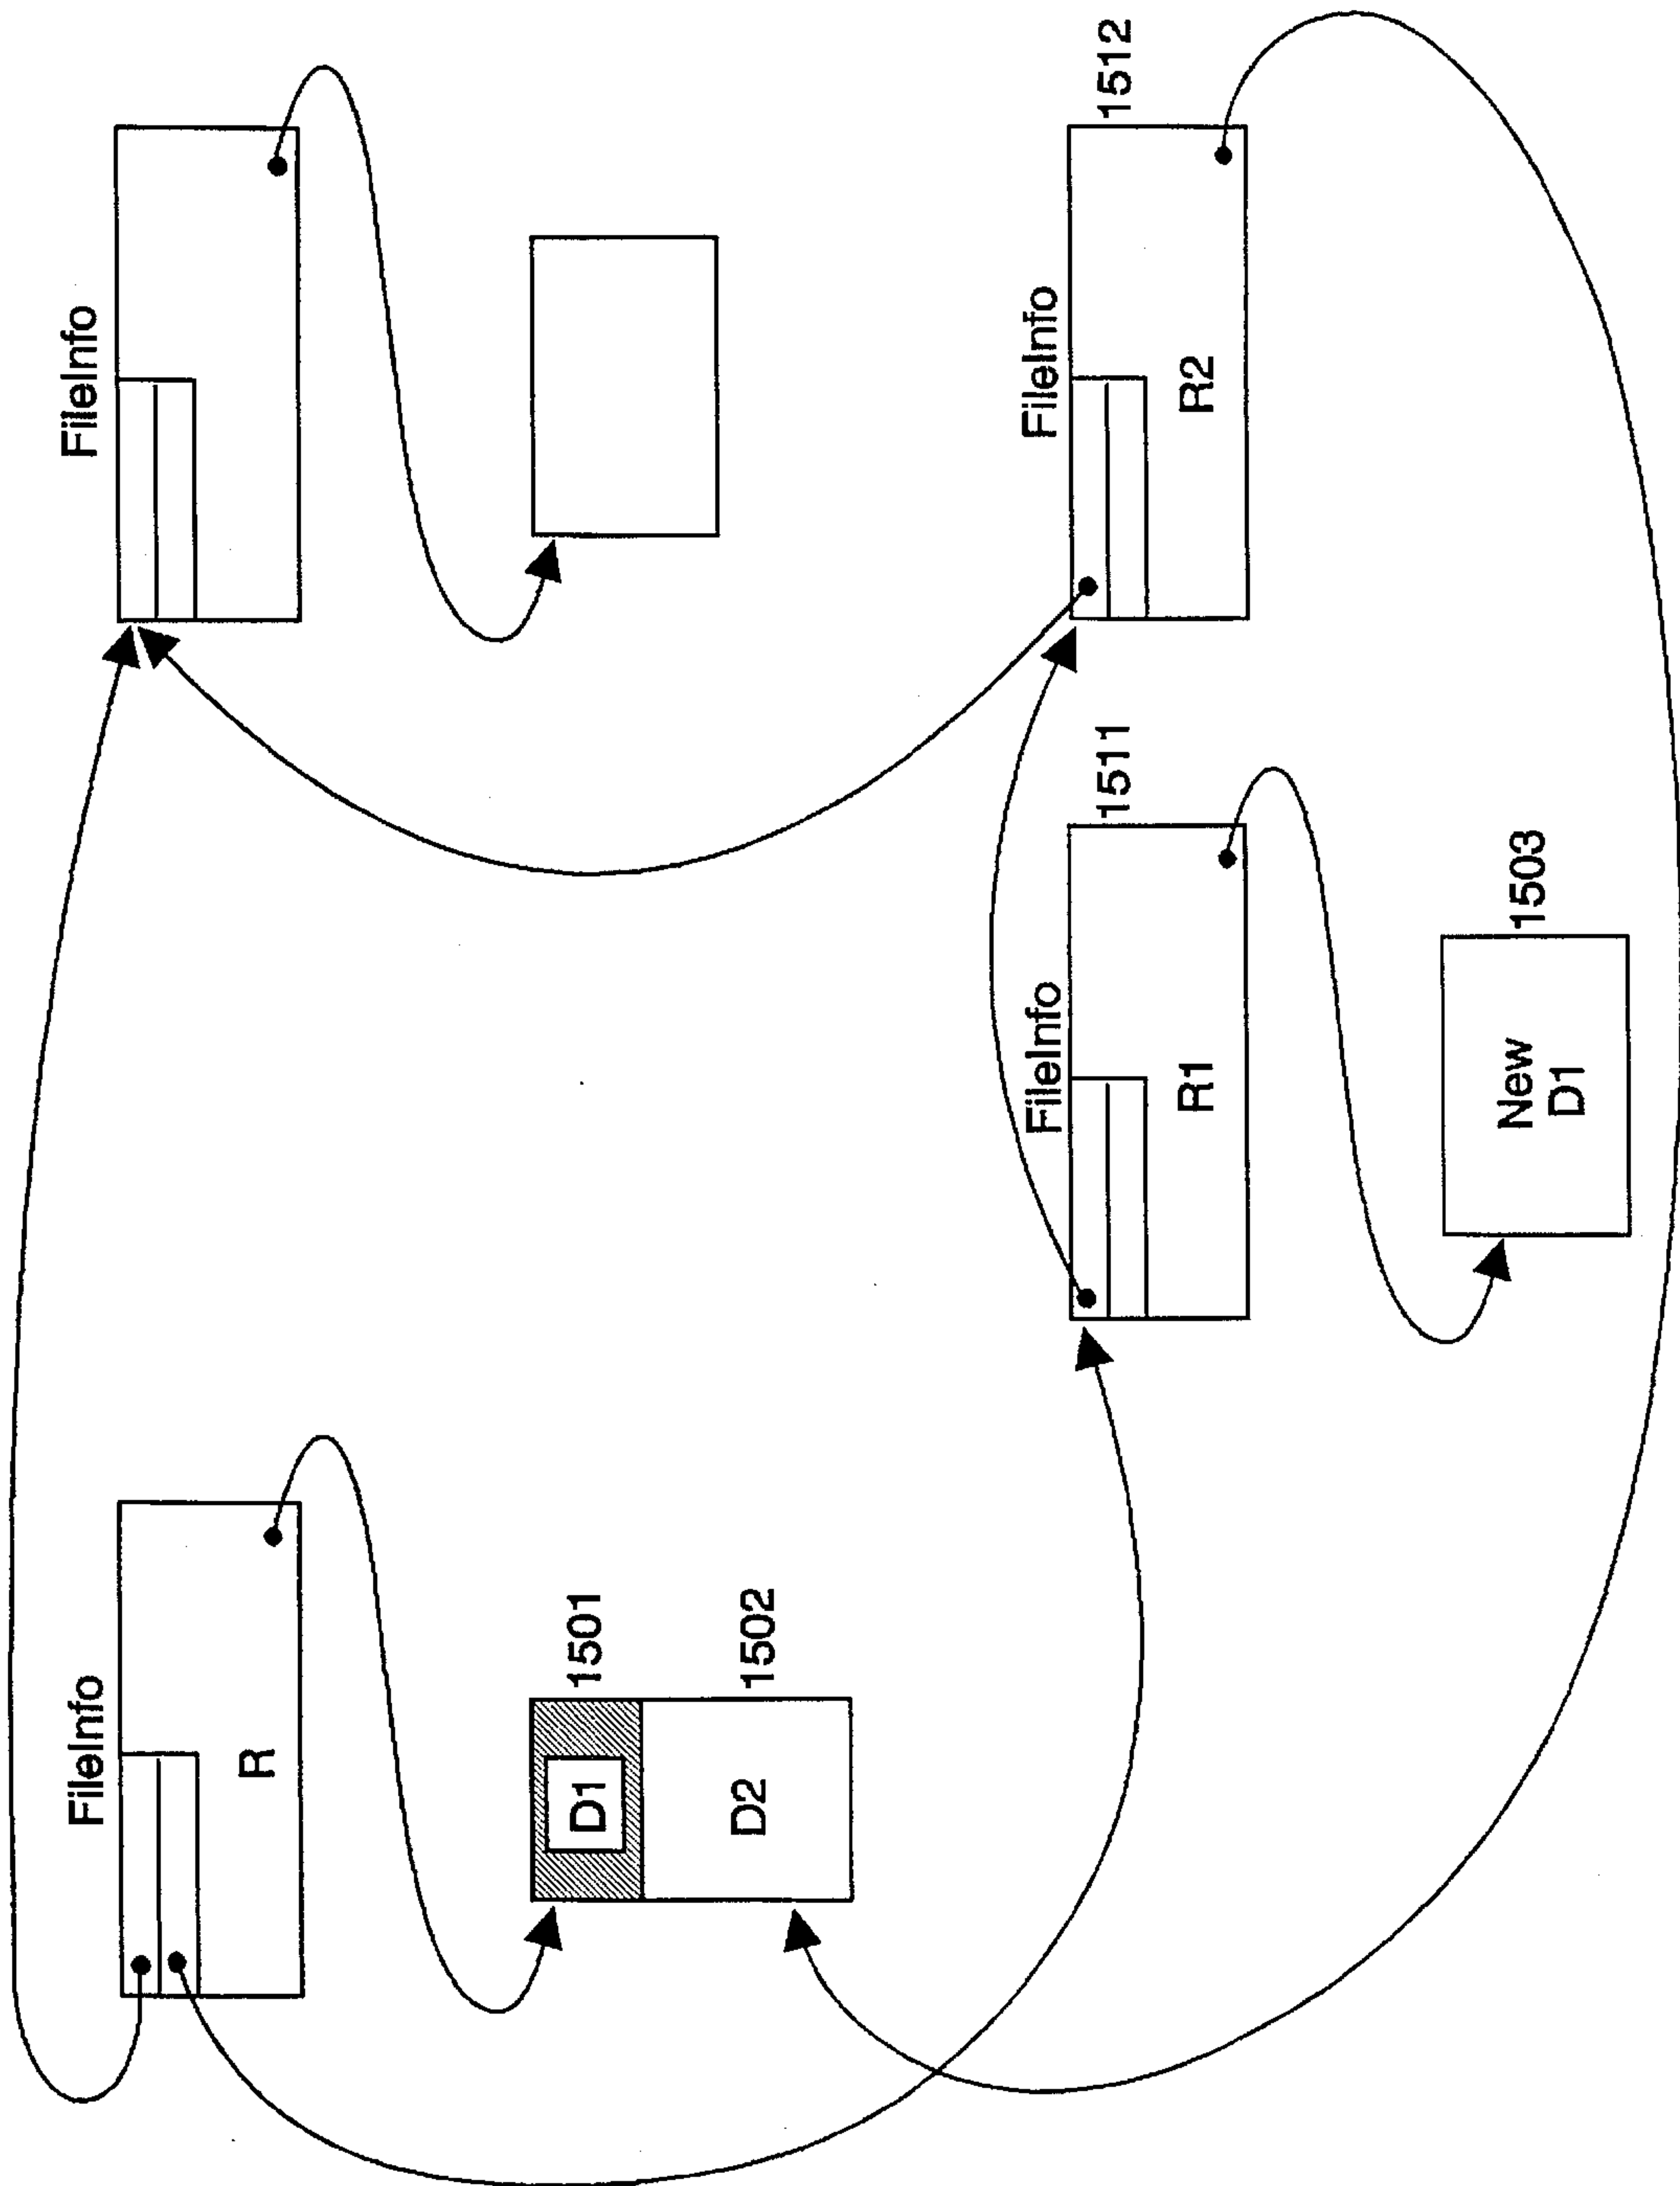 FileInfo
FileInfo
R
D1 1501
D2 1502
FileInfo
FileInfo
1511
1512
R1
R2
New
D1
1503